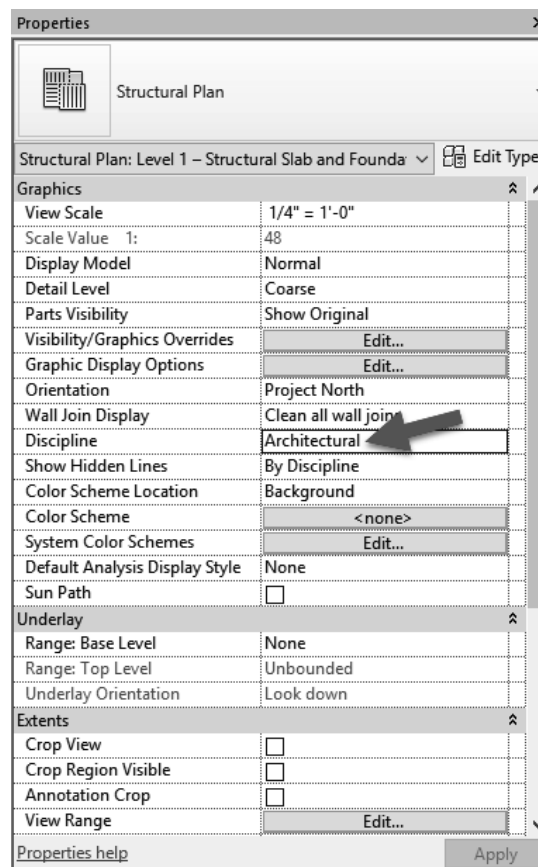 Properties
Structural Plan
Structural Plan: Level 1 – Structural Slab and Founda
Edit Type
Graphics
View Scale 1/4" = 1'-0"
Scale Value 1: 48
Display Model Normal
Detail Level Coarse
Parts Visibility Show Original
Visibility/Graphics Overrides Edit...
Graphic Display Options Edit...
Orientation Project North
Wall Join Display Clean all wall joins
Discipline Architectural
Show Hidden Lines By Discipline
Color Scheme Location Background
Color Scheme <none>
System Color Schemes Edit...
Default Analysis Display Style None
Sun Path
Underlay
Range: Base Level None
Range: Top Level Unbounded
Underlay Orientation Look down
Extents
Crop View
Crop Region Visible
Annotation Crop
View Range Edit...
Properties help Apply